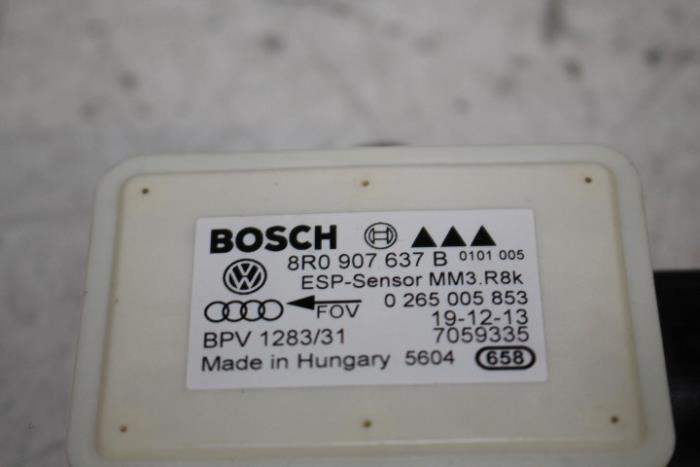 BOSCH
8R0 907 637 B 0101 005
ESP-Sensor MM3.R8k
FOV 0 265 005 853
19-12-13
BPV 1283/31 7059335
Made in Hungary 5604 658